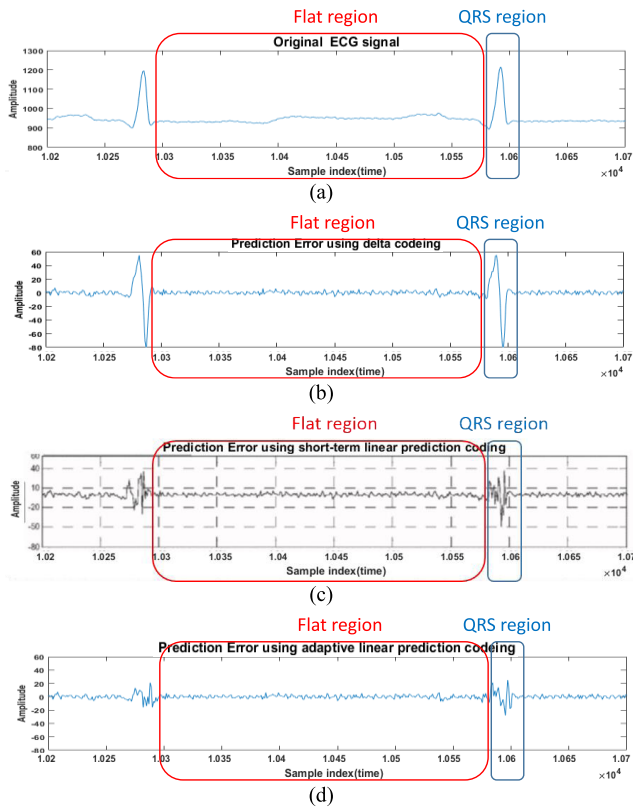 Flat region QRS region
Original ECG signal
1300
1200
1100
1000
900
800
Amplitude
1.02 1.025 1.03 1.035 1.04 1.045 1.05 1.055 1.06 1.065 1.07
Sample index(time) ×10⁴
(a)
Flat region QRS region
Prediction Error using delta codeing
60
40
20
0
-20
-40
-60
-80
Amplitude
1.02 1.025 1.03 1.035 1.04 1.045 1.05 1.055 1.06 1.065 1.07
Sample index(time) ×10⁴
(b)
Flat region QRS region
Prediction Error using short-term linear prediction coding
60
40
10
-20
-50
-80
Amplitude
1.02 1.025 1.03 1.035 1.04 1.045 1.05 1.055 1.06 1.065 1.07
Sample index(time) ×10⁴
(c)
Flat region QRS region
Prediction Error using adaptive linear prediction codeing
60
40
20
0
-20
-40
-60
-80
Amplitude
1.02 1.025 1.03 1.035 1.04 1.045 1.05 1.055 1.06 1.065 1.07
Sample index(time) ×10⁴
(d)